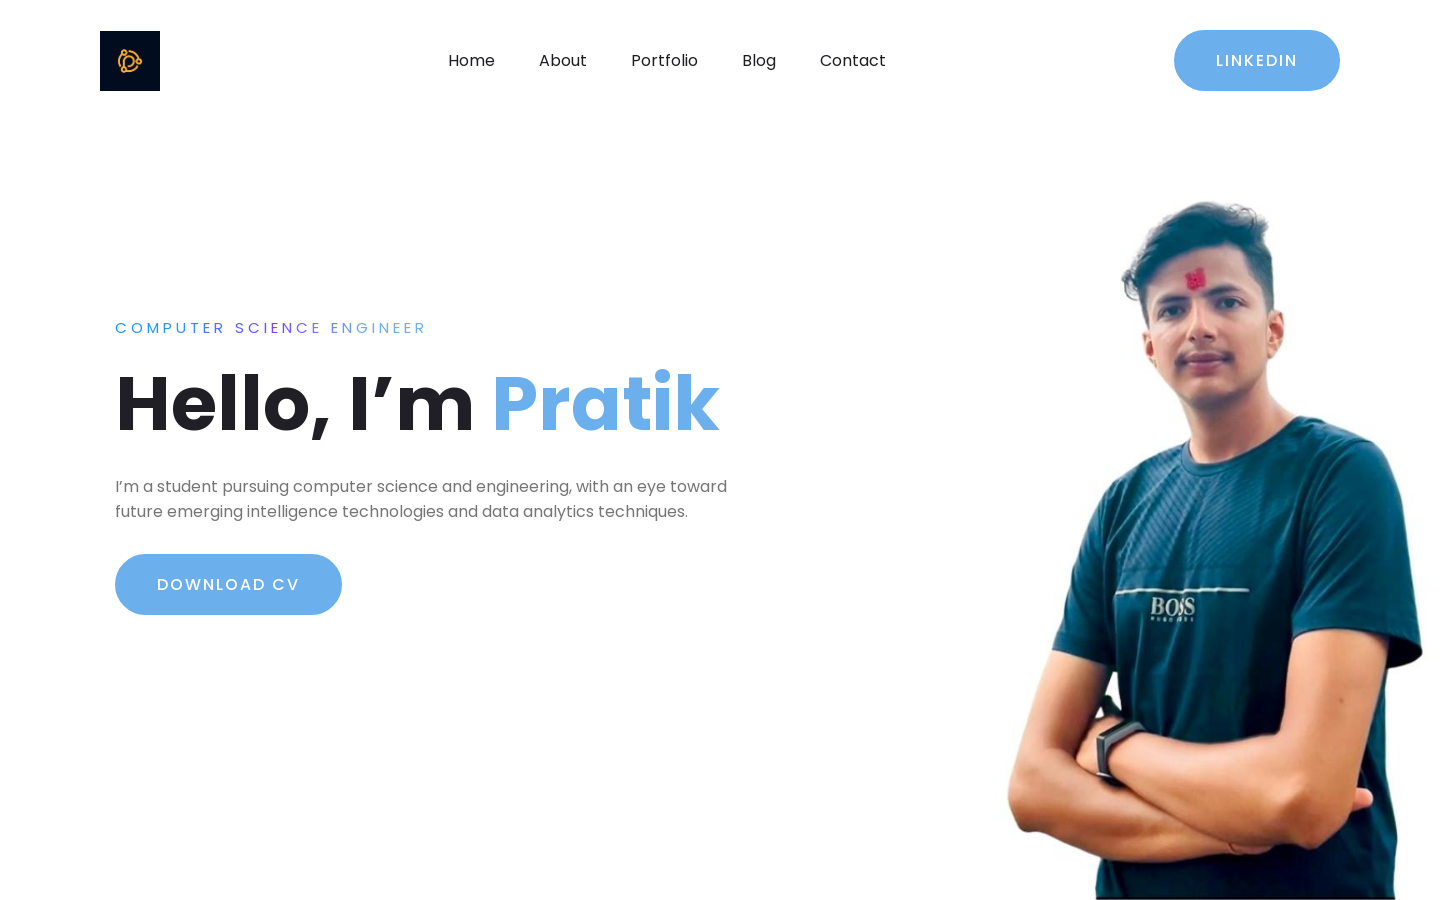 Home About Portfolio Blog Contact LINKEDIN
COMPUTER SCIENCE ENGINEER
Hello, I’m Pratik
I’m a student pursuing computer science and engineering, with an eye toward
future emerging intelligence technologies and data analytics techniques.
DOWNLOAD CV
BOSS